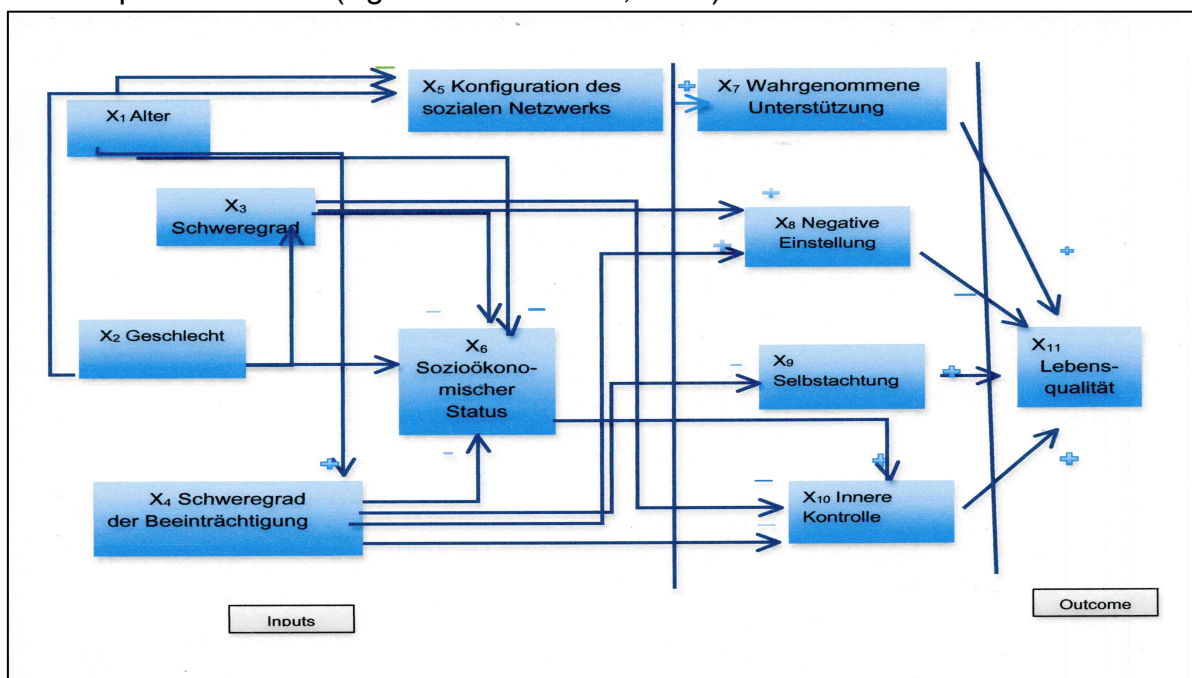 X5 Konfiguration des
sozialen Netzwerks
X7 Wahrgenommene
Unterstützung
X1 Alter
X3
Schweregrad
X8 Negative
Einstellung
X2 Geschlecht
X6
Sozioökono-
mischer
Status
X9
Selbstachtung
X11
Lebens-
qualität
X4 Schweregrad
der Beeinträchtigung
X10 Innere
Kontrolle
Inputs
Outcome